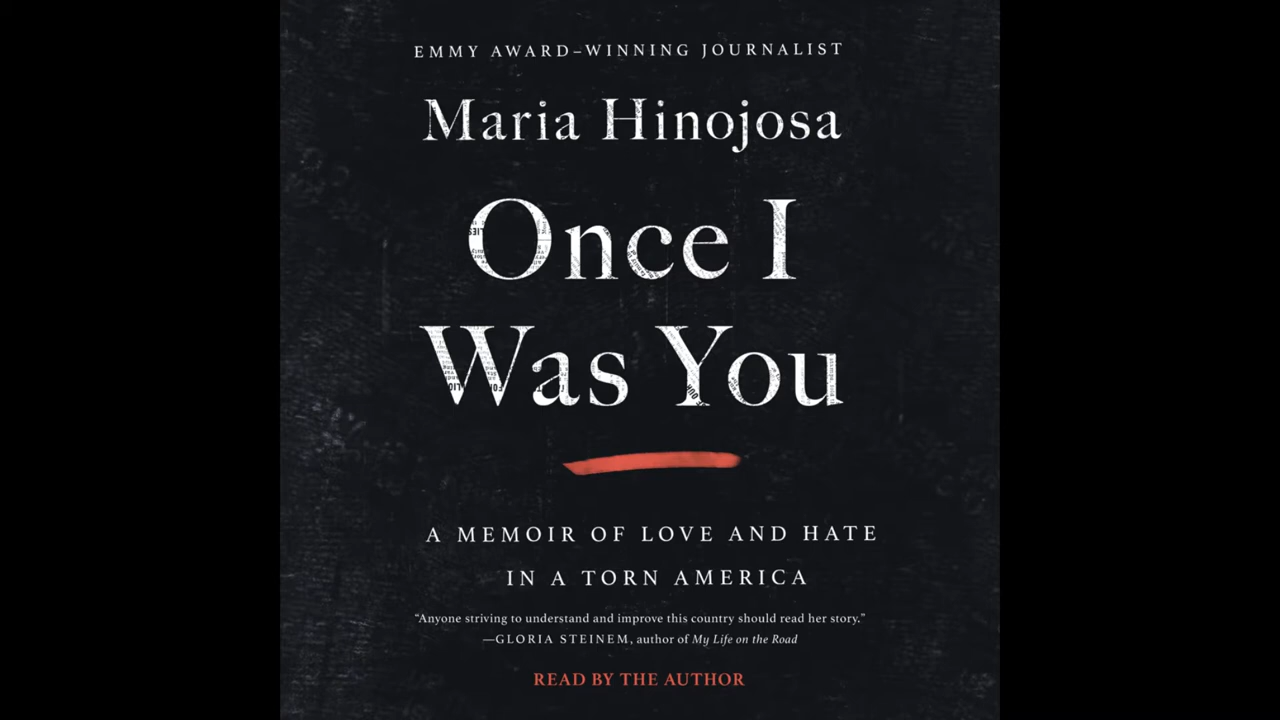 EMMY AWARD–WINNING JOURNALIST
Maria Hinojosa
Once I
Was You
A MEMOIR OF LOVE AND HATE
IN A TORN AMERICA
“Anyone striving to understand and improve this country should read her story.”
—GLORIA STEINEM, author of My Life on the Road
READ BY THE AUTHOR